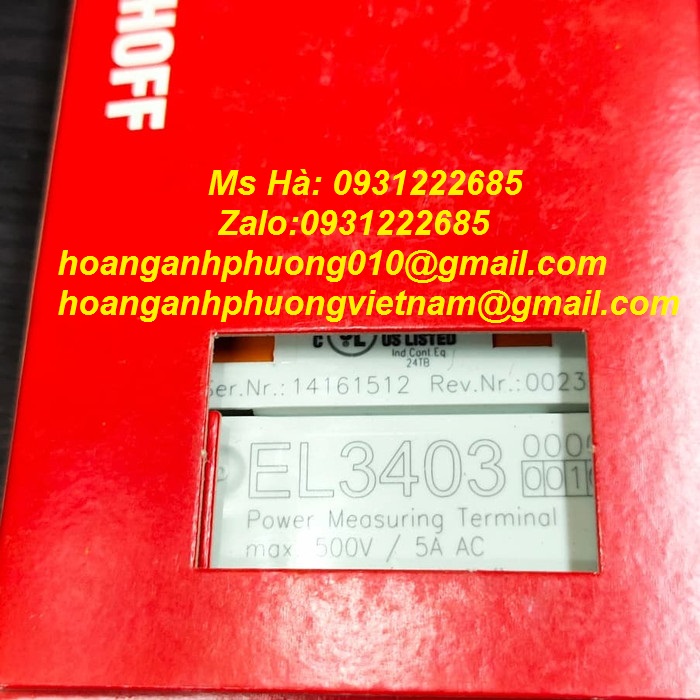 HOFF
Ms Hà: 0931222685
Zalo:0931222685
hoanganhphuong010@gmail.com
hoanganhphuongvietnam@gmail.com
C UL US LISTED
Ind.Cont.Eq
24TB
Ser.Nr.: 14161512 Rev.Nr.: 0023
EL3403
Power Measuring Terminal
max. 500V / 5A AC